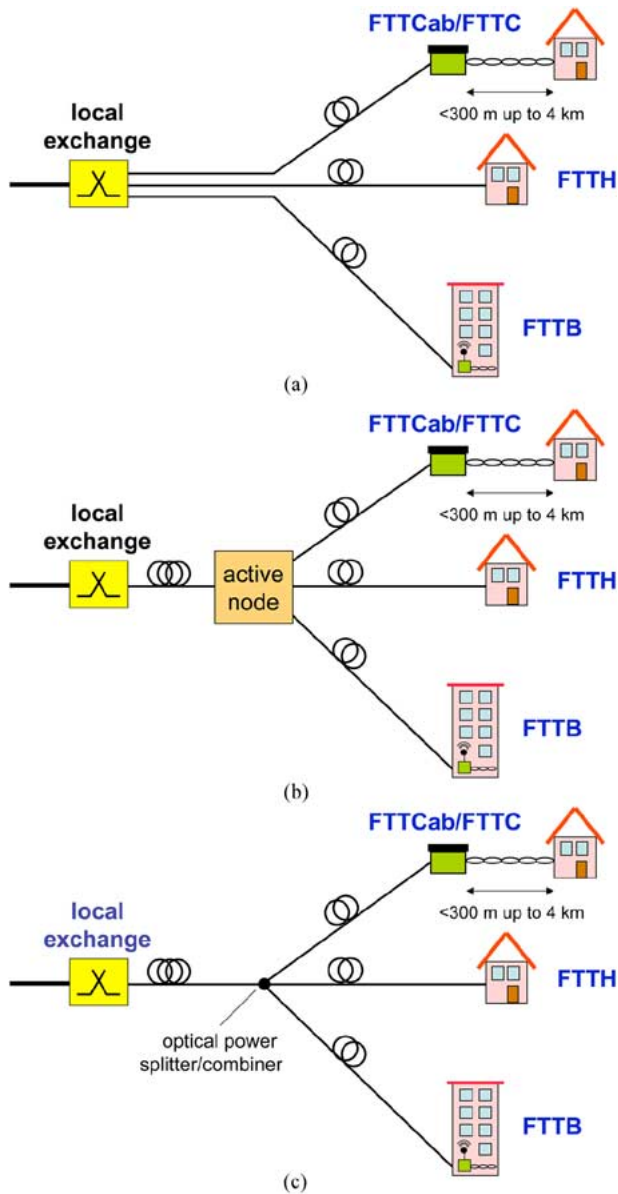 FTTCab/FTTC
local
exchange
<300 m up to 4 km
FTTH
FTTB
(a)
FTTCab/FTTC
local
exchange
<300 m up to 4 km
active
node
FTTH
FTTB
(b)
FTTCab/FTTC
local
exchange
<300 m up to 4 km
FTTH
optical power
splitter/combiner
FTTB
(c)